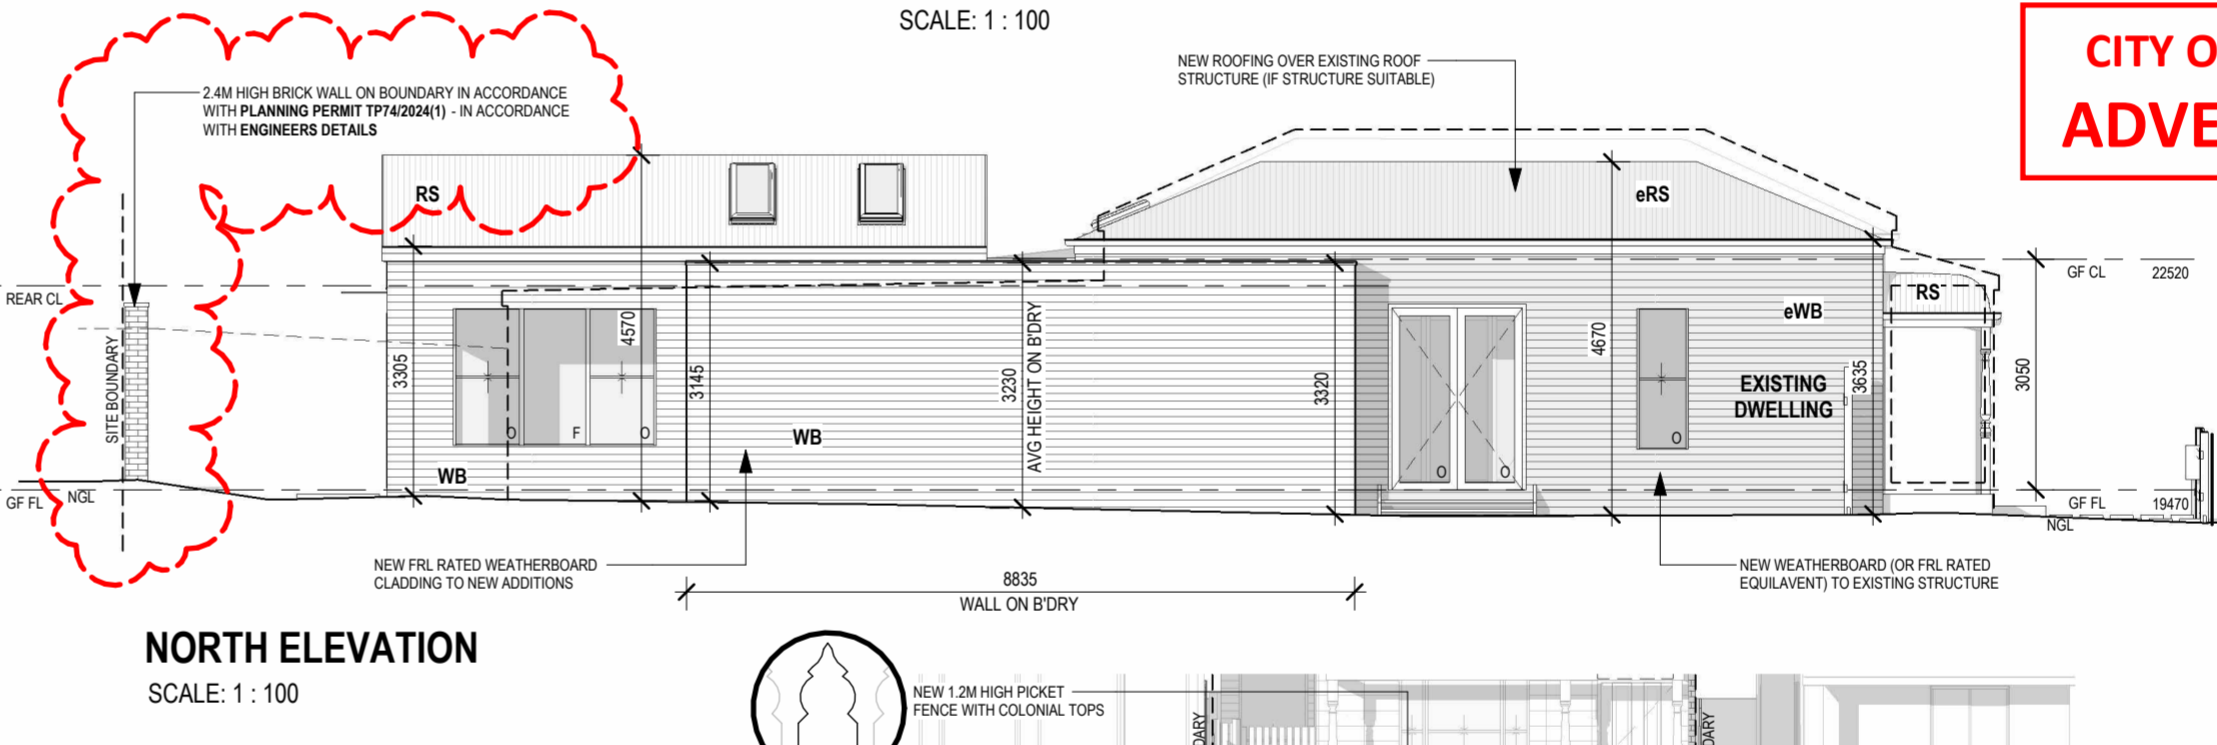 SCALE: 1 : 100
CITY O
ADVE
2.4M HIGH BRICK WALL ON BOUNDARY IN ACCORDANCE
WITH PLANNING PERMIT TP74/2024(1) - IN ACCORDANCE
WITH ENGINEERS DETAILS
NEW ROOFING OVER EXISTING ROOF
STRUCTURE (IF STRUCTURE SUITABLE)
RS
eRS
REAR CL
GF CL
22520
RS
eWB
SITE BOUNDARY
3305
4570
3145
3230
AVG HEIGHT ON B'DRY
3320
4670
3635
3050
EXISTING
DWELLING
O
F
O
WB
WB
O
O
O
GF FL
NGL
GF FL
19470
NGL
NEW FRL RATED WEATHERBOARD
CLADDING TO NEW ADDITIONS
8835
WALL ON B'DRY
NEW WEATHERBOARD (OR FRL RATED
EQUILAVENT) TO EXISTING STRUCTURE
NORTH ELEVATION
SCALE: 1 : 100
NEW 1.2M HIGH PICKET
FENCE WITH COLONIAL TOPS
DARY
DARY